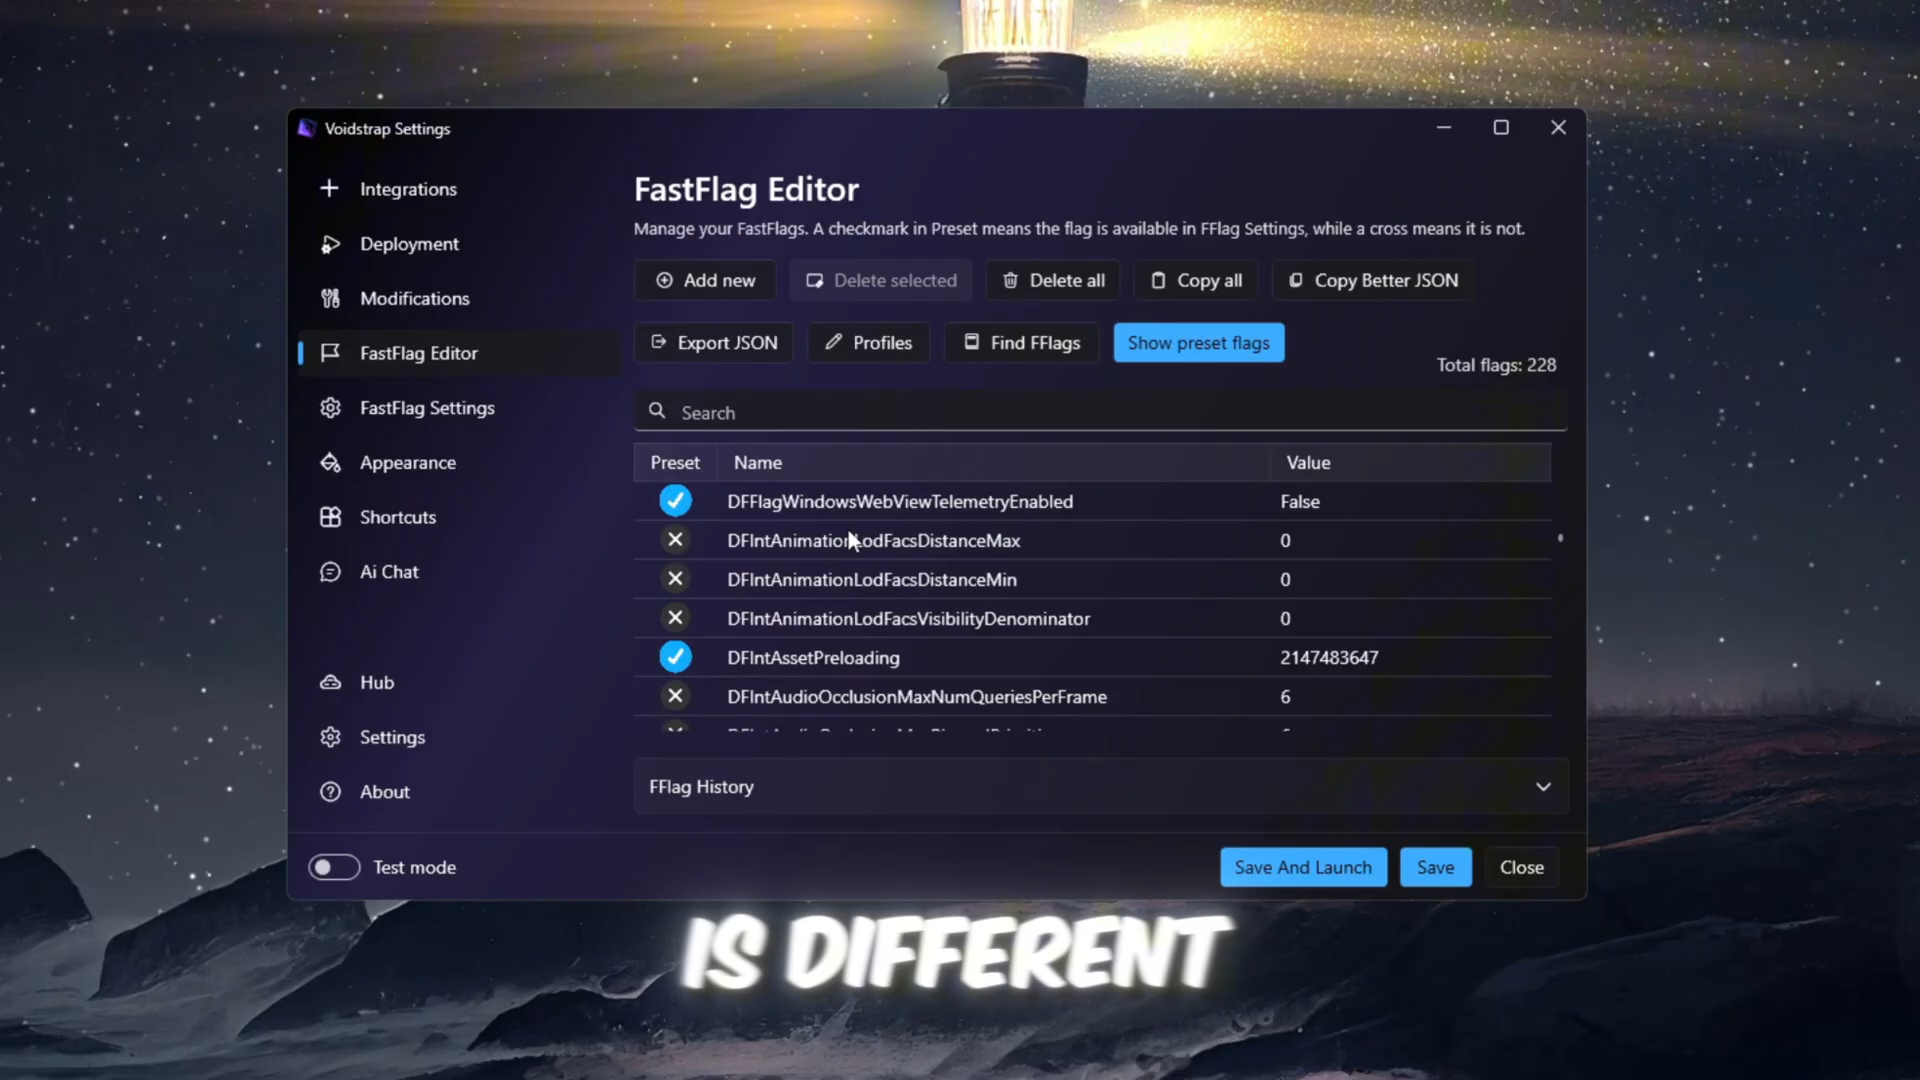 Voidstrap Settings
Integrations
Deployment
Modifications
FastFlag Editor
FastFlag Settings
Appearance
Shortcuts
Ai Chat
Hub
Settings
About
FastFlag Editor
Manage your FastFlags. A checkmark in Preset means the flag is available in FFlag Settings, while a cross means it is not.
Add new
Delete selected
Delete all
Copy all
Copy Better JSON
Export JSON
Profiles
Find FFlags
Show preset flags
Total flags: 228
Search
Preset Name Value
DFFlagWindowsWebViewTelemetryEnabled False
DFIntAnimationLodFacsDistanceMax 0
DFIntAnimationLodFacsDistanceMin 0
DFIntAnimationLodFacsVisibilityDenominator 0
DFIntAssetPreloading 2147483647
DFIntAudioOcclusionMaxNumQueriesPerFrame 6
FFlag History
Test mode
Save And Launch
Save
Close
IS DIFFERENT